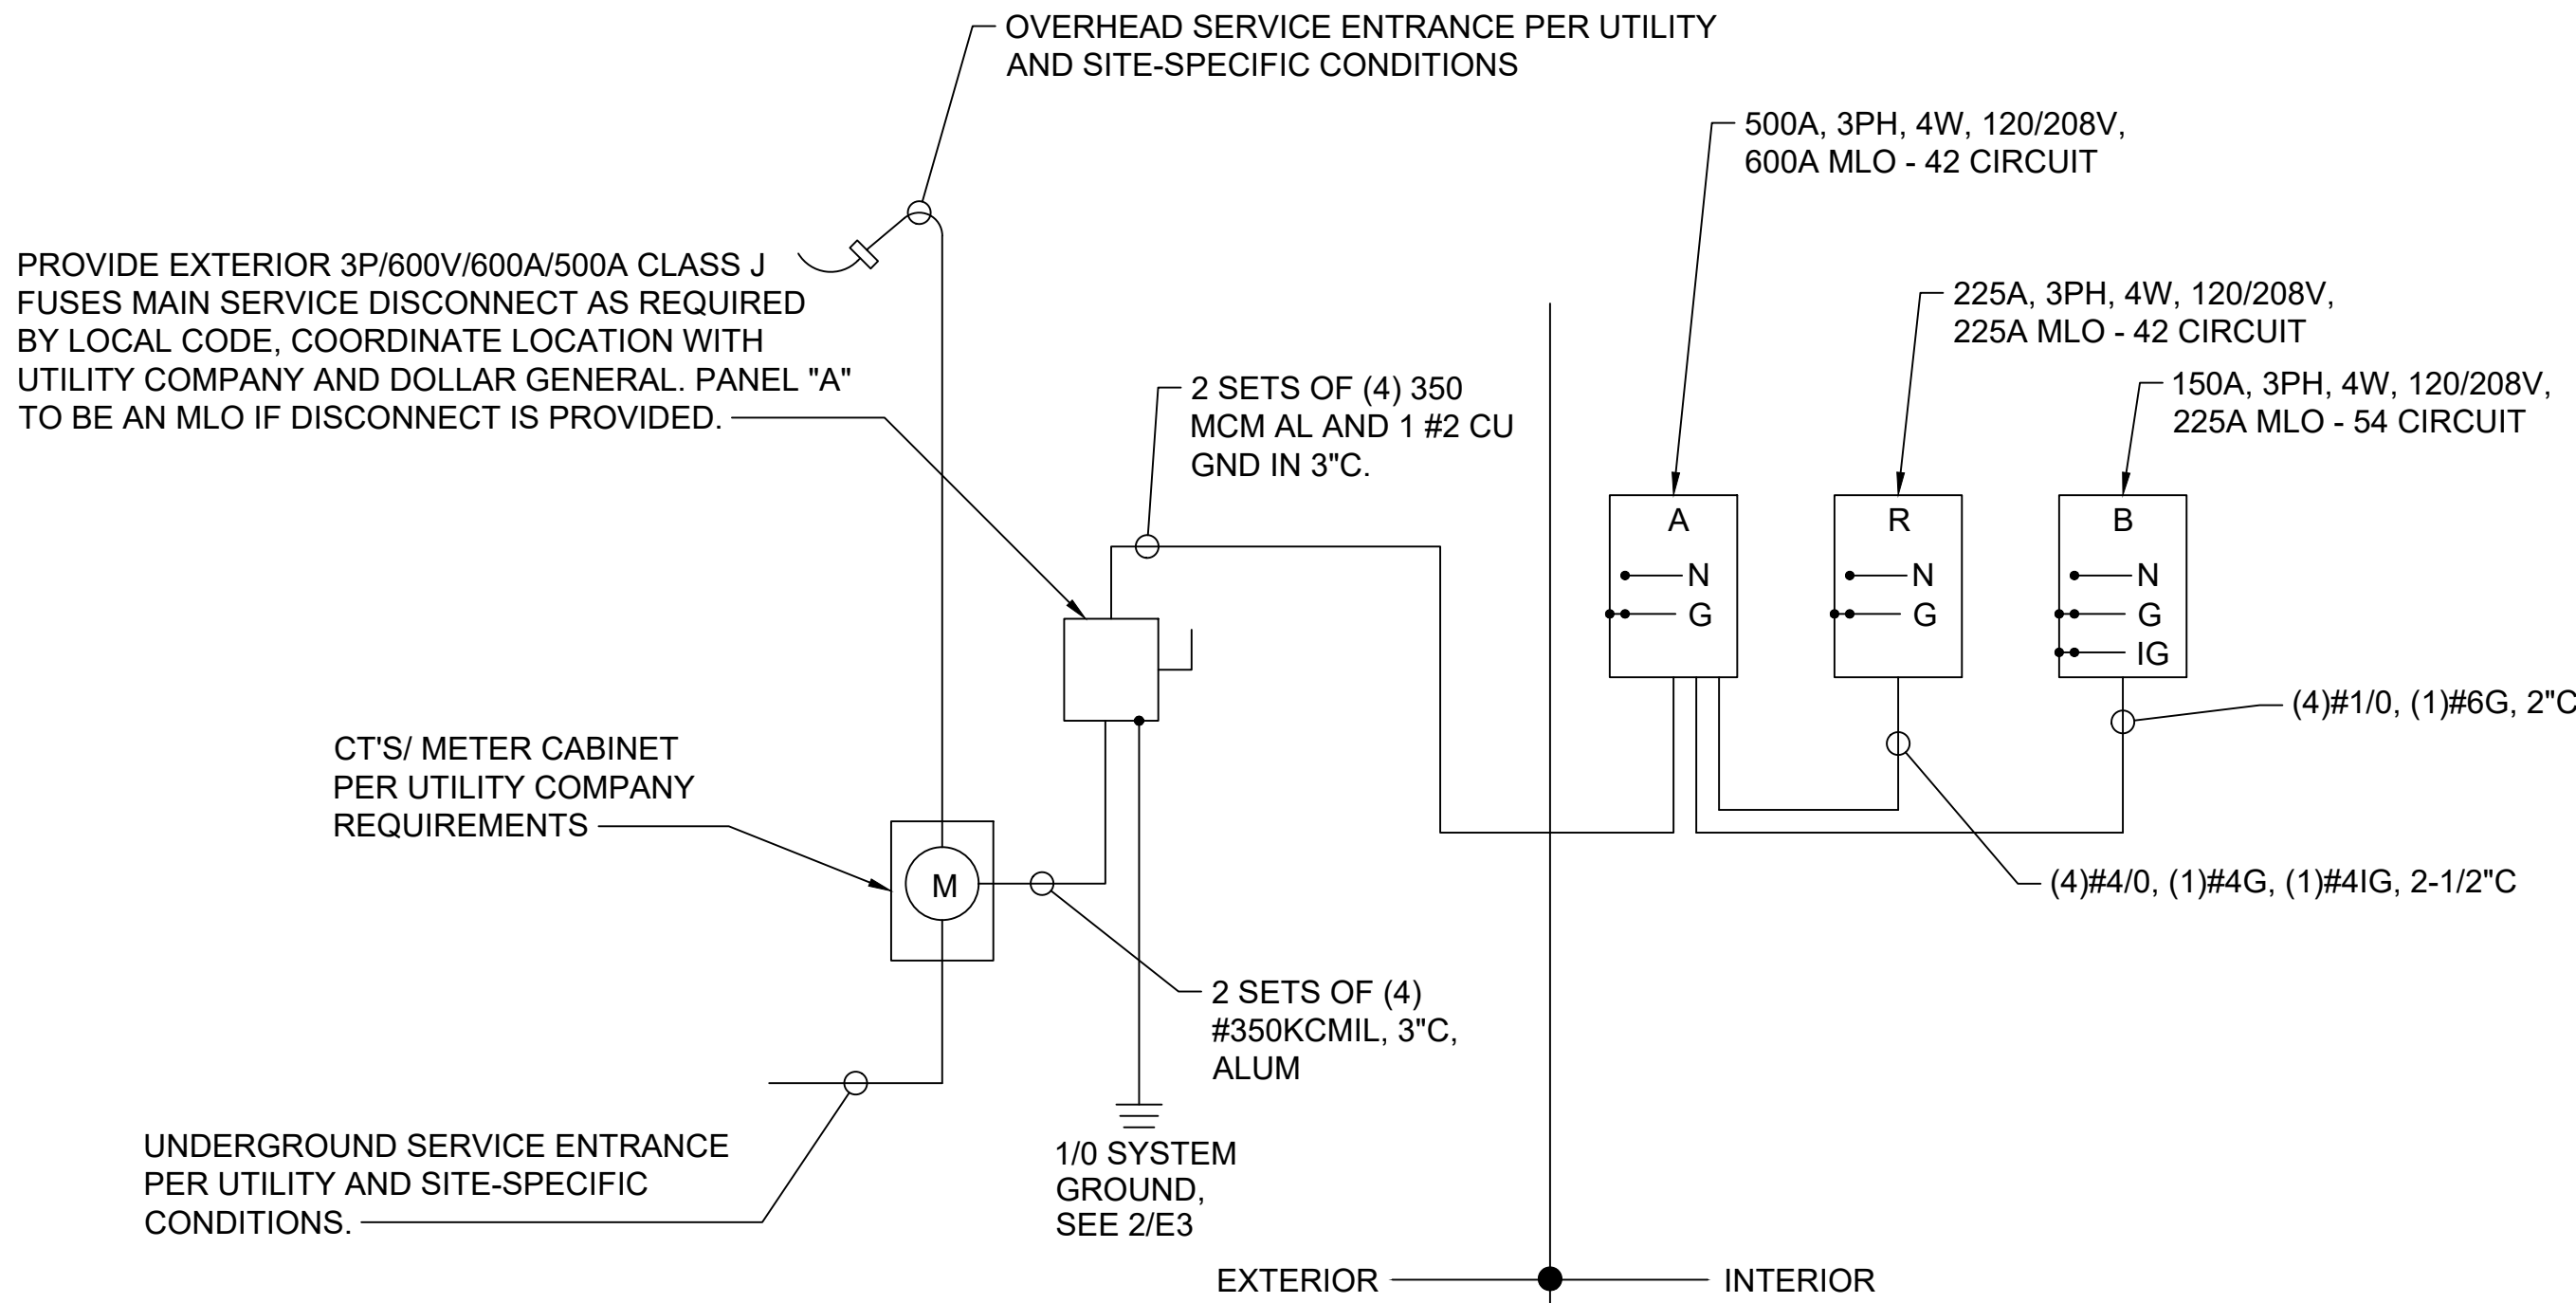 OVERHEAD SERVICE ENTRANCE PER UTILITY
AND SITE-SPECIFIC CONDITIONS
500A, 3PH, 4W, 120/208V,
600A MLO - 42 CIRCUIT
PROVIDE EXTERIOR 3P/600V/600A/500A CLASS J
FUSES MAIN SERVICE DISCONNECT AS REQUIRED
BY LOCAL CODE, COORDINATE LOCATION WITH
UTILITY COMPANY AND DOLLAR GENERAL. PANEL "A"
TO BE AN MLO IF DISCONNECT IS PROVIDED.
225A, 3PH, 4W, 120/208V,
225A MLO - 42 CIRCUIT
2 SETS OF (4) 350
MCM AL AND 1 #2 CU
GND IN 3"C.
150A, 3PH, 4W, 120/208V,
225A MLO - 54 CIRCUIT
A
N
G
R
N
G
B
N
G
IG
(4)#1/0, (1)#6G, 2"C
CT'S/ METER CABINET
PER UTILITY COMPANY
REQUIREMENTS
M
(4)#4/0, (1)#4G, (1)#4IG, 2-1/2"C
2 SETS OF (4)
#350KCMIL, 3"C,
ALUM
UNDERGROUND SERVICE ENTRANCE
PER UTILITY AND SITE-SPECIFIC
CONDITIONS.
1/0 SYSTEM
GROUND,
SEE 2/E3
EXTERIOR
INTERIOR